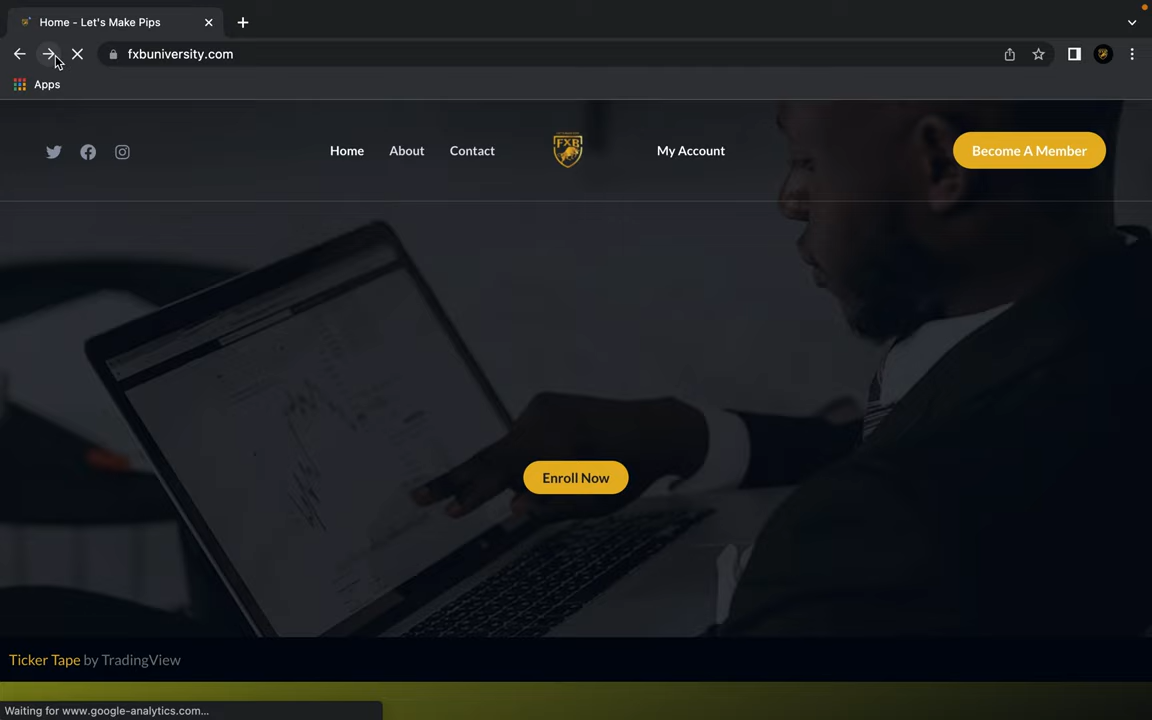 Home - Let's Make Pips
fxbuniversity.com
Apps
Home
About
Contact
FXB
My Account
Become A Member
Enroll Now
Ticker Tape by TradingView
Waiting for www.google-analytics.com...